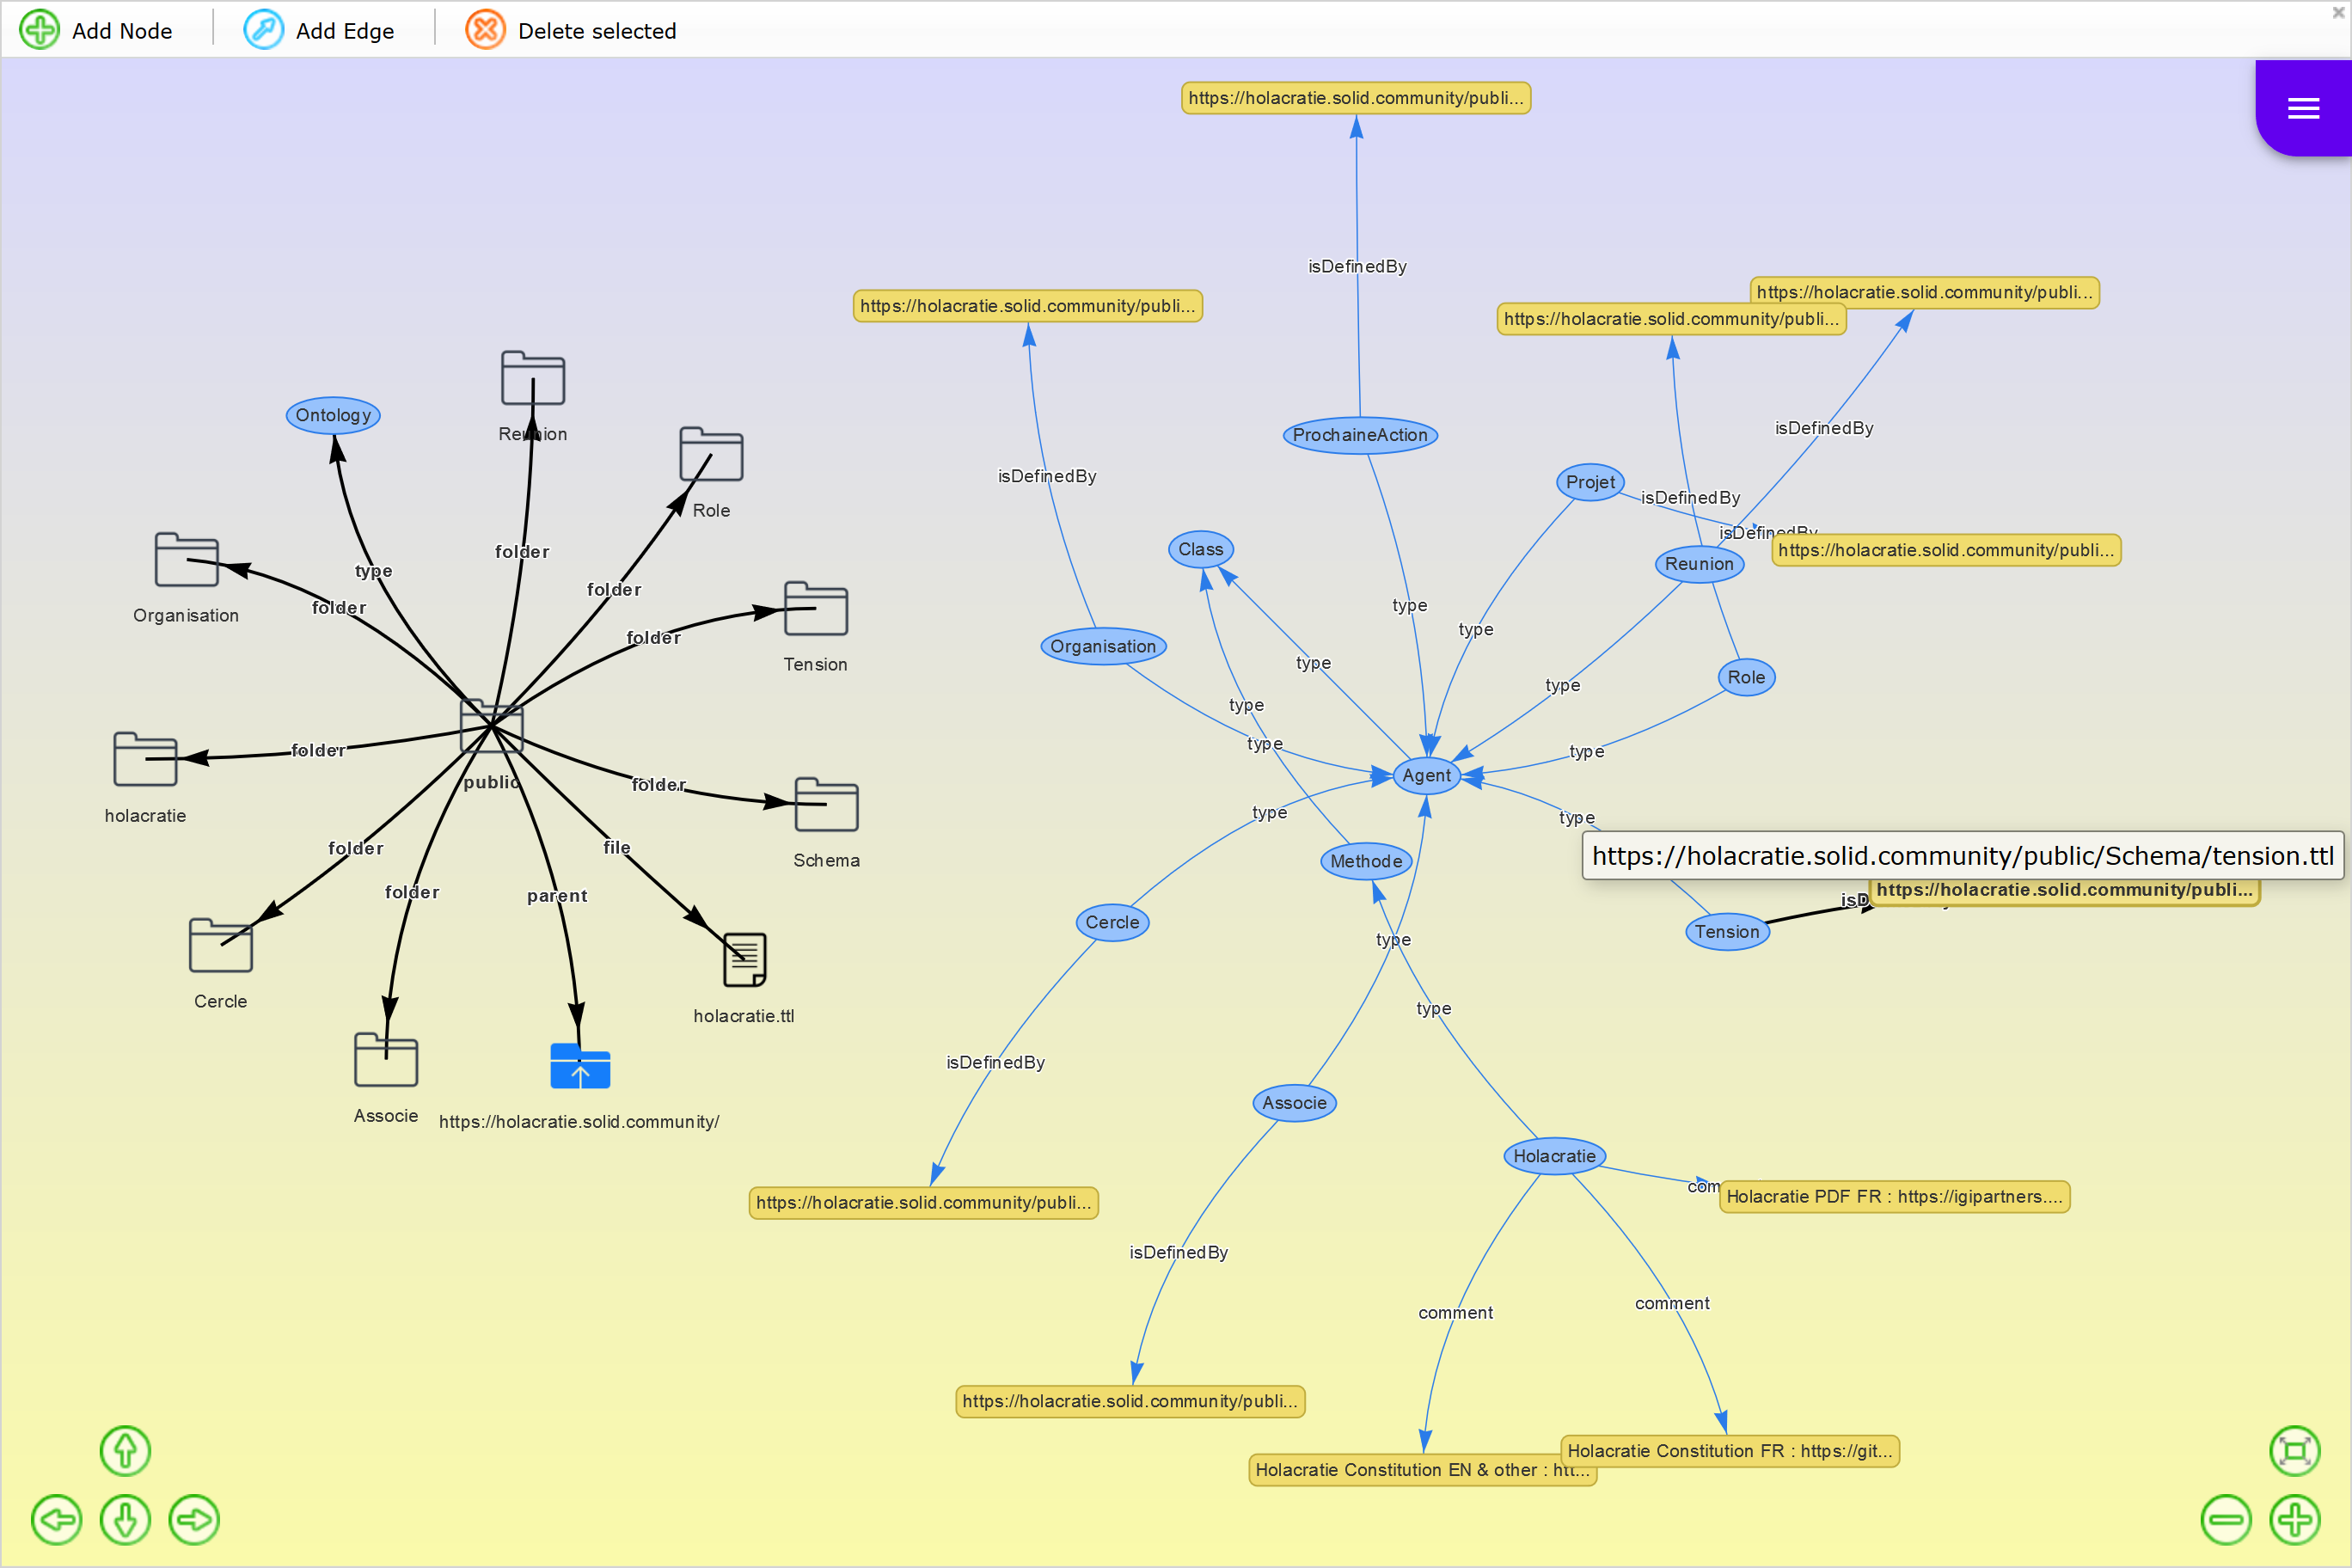 Add Node
Add Edge
Delete selected
https://holacratie.solid.community/publi...
isDefinedBy
https://holacratie.solid.community/publi...
https://holacratie.solid.community/publi...
https://holacratie.solid.community/publi...
Ontology
Reunion
Role
ProchaineAction
isDefinedBy
isDefinedBy
Projet
isDefinedBy
isDefinedBy
https://holacratie.solid.community/publi...
Class
Reunion
folder
type
folder
folder
Organisation
folder
Tension
Organisation
type
type
type
type
Role
type
type
type
folder
public
folder
holacratie
Schema
Agent
type
type
https://holacratie.solid.community/public/Schema/tension.ttl
https://holacratie.solid.community/publi...
folder
file
folder
parent
Methode
Cercle
Tension
type
Cercle
holacratie.ttl
type
isDefinedBy
Associe
https://holacratie.solid.community/
Associe
Holacratie
Holacratie PDF FR : https://igipartners....
https://holacratie.solid.community/publi...
isDefinedBy
comment
comment
https://holacratie.solid.community/publi...
Holacratie Constitution EN & other : htt...
Holacratie Constitution FR : https://git...